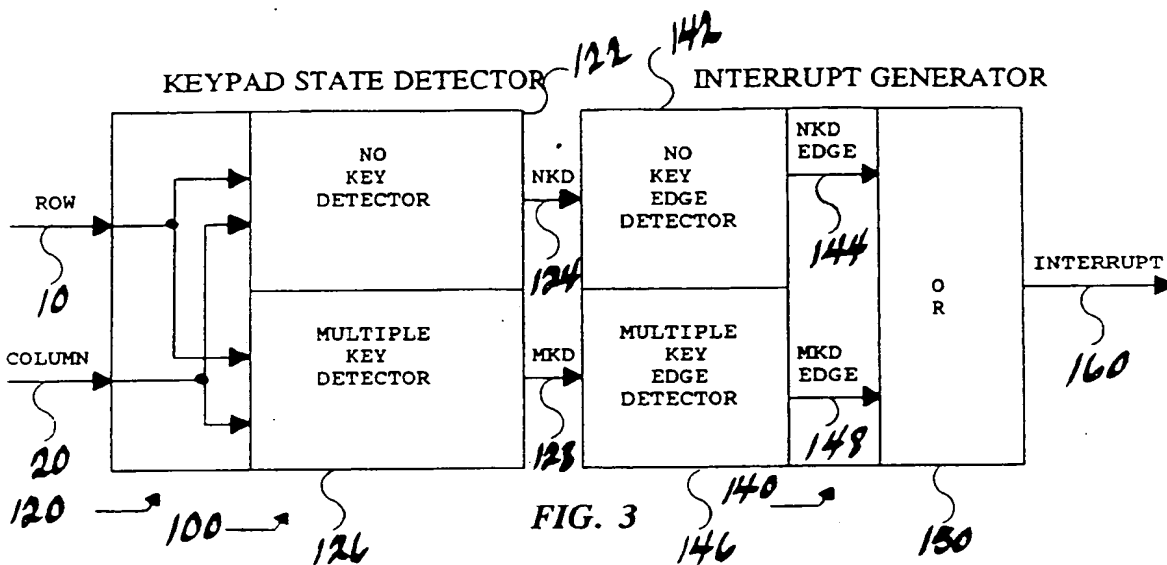 122
142
KEYPAD STATE DETECTOR
INTERRUPT GENERATOR
NO
KEY
DETECTOR
NO
KEY
EDGE
DETECTOR
NKD
EDGE
ROW
NKD
10
124
144
INTERRUPT
O
R
160
MULTIPLE
KEY
DETECTOR
MULTIPLE
KEY
EDGE
DETECTOR
MKD
EDGE
COLUMN
MKD
20
128
148
120
100
126
FIG. 3
140
146
150